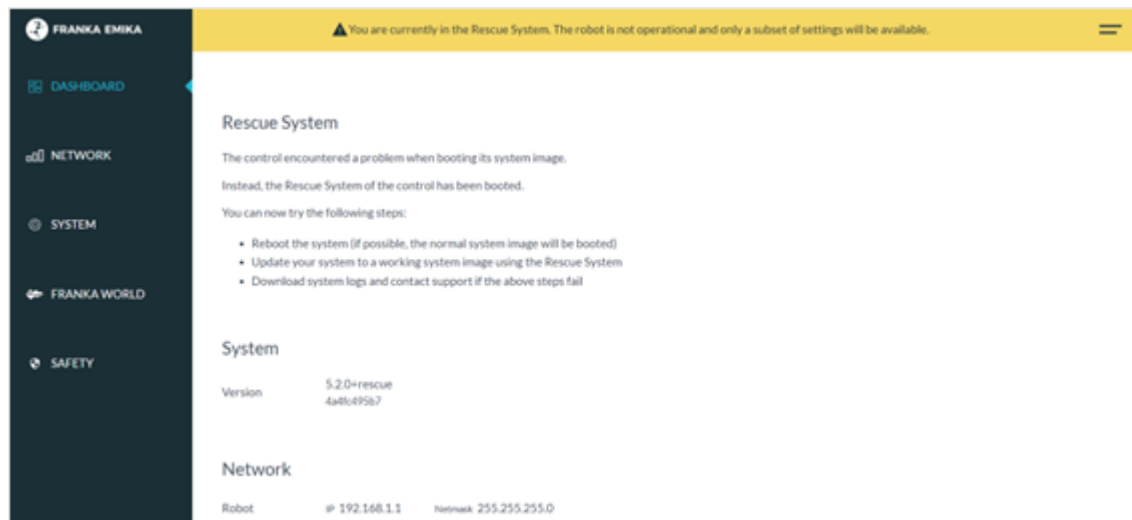 FRANKA EMIKA
You are currently in the Rescue System. The robot is not operational and only a subset of settings will be available.
DASHBOARD
NETWORK
SYSTEM
FRANKA WORLD
SAFETY
Rescue System
The control encountered a problem when booting its system image.
Instead, the Rescue System of the control has been booted.
You can now try the following steps:
• Reboot the system (if possible, the normal system image will be booted)
• Update your system to a working system image using the Rescue System
• Download system logs and contact support if the above steps fail
System
Version 5.2.0+rescue
4a4fc495b7
Network
Robot IP 192.168.1.1 Netmask 255.255.255.0